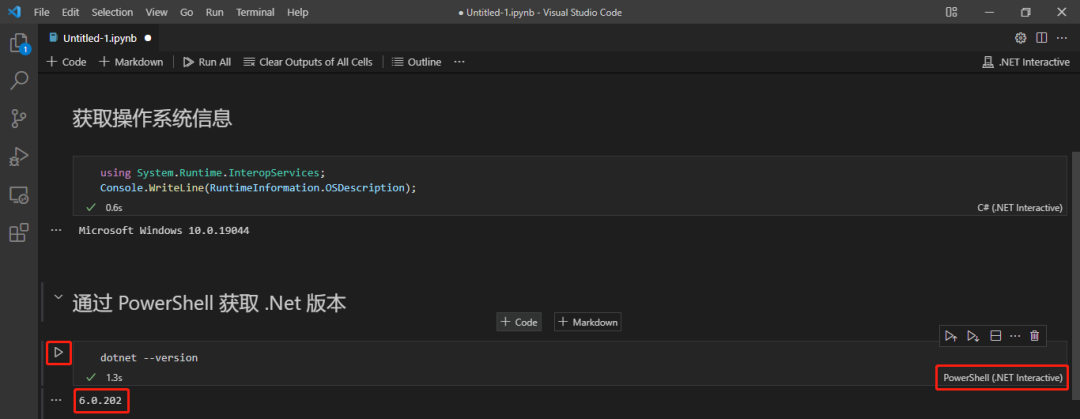 File Edit Selection View Go Run Terminal Help ● Untitled-1.ipynb - Visual Studio Code
Untitled-1.ipynb ●
1
+ Code + Markdown Run All Clear Outputs of All Cells Outline ··· .NET Interactive
获取操作系统信息
using System.Runtime.InteropServices;
Console.WriteLine(RuntimeInformation.OSDescription);
✓ 0.6s C# (.NET Interactive)
··· Microsoft Windows 10.0.19044
通过 PowerShell 获取 .Net 版本
+ Code + Markdown
dotnet --version
✓ 1.3s PowerShell (.NET Interactive)
··· 6.0.202